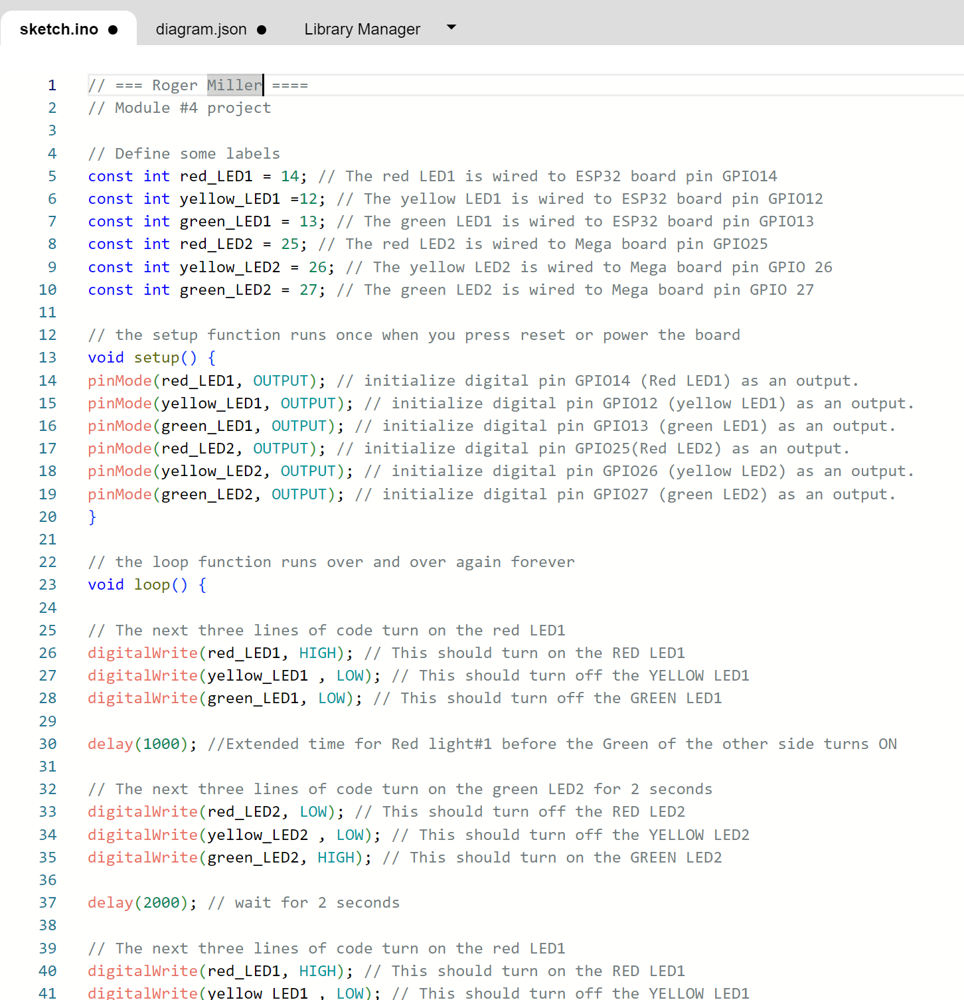 sketch.ino ● diagram.json ● Library Manager
1 // === Roger Miller ====
2 // Module #4 project
3
4 // Define some labels
5 const int red_LED1 = 14; // The red LED1 is wired to ESP32 board pin GPIO14
6 const int yellow_LED1 =12; // The yellow LED1 is wired to ESP32 board pin GPIO12
7 const int green_LED1 = 13; // The green LED1 is wired to ESP32 board pin GPIO13
8 const int red_LED2 = 25; // The red LED2 is wired to Mega board pin GPIO25
9 const int yellow_LED2 = 26; // The yellow LED2 is wired to Mega board pin GPIO 26
10 const int green_LED2 = 27; // The green LED2 is wired to Mega board pin GPIO 27
11
12 // the setup function runs once when you press reset or power the board
13 void setup() {
14 pinMode(red_LED1, OUTPUT); // initialize digital pin GPIO14 (Red LED1) as an output.
15 pinMode(yellow_LED1, OUTPUT); // initialize digital pin GPIO12 (yellow LED1) as an output.
16 pinMode(green_LED1, OUTPUT); // initialize digital pin GPIO13 (green LED1) as an output.
17 pinMode(red_LED2, OUTPUT); // initialize digital pin GPIO25(Red LED2) as an output.
18 pinMode(yellow_LED2, OUTPUT); // initialize digital pin GPIO26 (yellow LED2) as an output.
19 pinMode(green_LED2, OUTPUT); // initialize digital pin GPIO27 (green LED2) as an output.
20 }
21
22 // the loop function runs over and over again forever
23 void loop() {
24
25 // The next three lines of code turn on the red LED1
26 digitalWrite(red_LED1, HIGH); // This should turn on the RED LED1
27 digitalWrite(yellow_LED1 , LOW); // This should turn off the YELLOW LED1
28 digitalWrite(green_LED1, LOW); // This should turn off the GREEN LED1
29
30 delay(1000); //Extended time for Red light#1 before the Green of the other side turns ON
31
32 // The next three lines of code turn on the green LED2 for 2 seconds
33 digitalWrite(red_LED2, LOW); // This should turn off the RED LED2
34 digitalWrite(yellow_LED2 , LOW); // This should turn off the YELLOW LED2
35 digitalWrite(green_LED2, HIGH); // This should turn on the GREEN LED2
36
37 delay(2000); // wait for 2 seconds
38
39 // The next three lines of code turn on the red LED1
40 digitalWrite(red_LED1, HIGH); // This should turn on the RED LED1
41 digitalWrite(yellow_LED1 , LOW); // This should turn off the YELLOW LED1